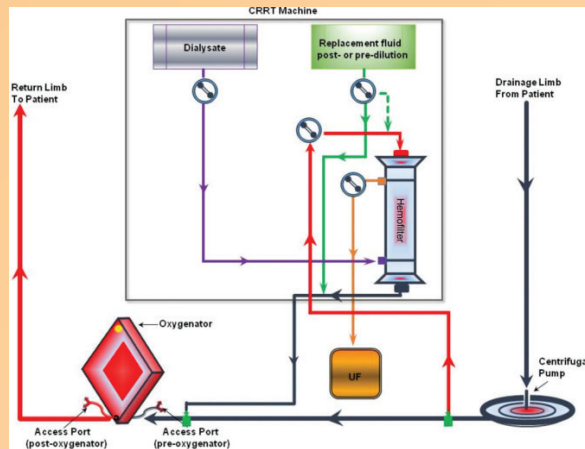 CRRT Machine
Dialysate
Replacement fluid
post- or pre-dilution
Return Limb
To Patient
Drainage Limb
From Patient
Hemofilter
Oxygenator
UF
Centrifuga
Pump
Access Port
(post-oxygenator)
Access Port
(pre-oxygenator)